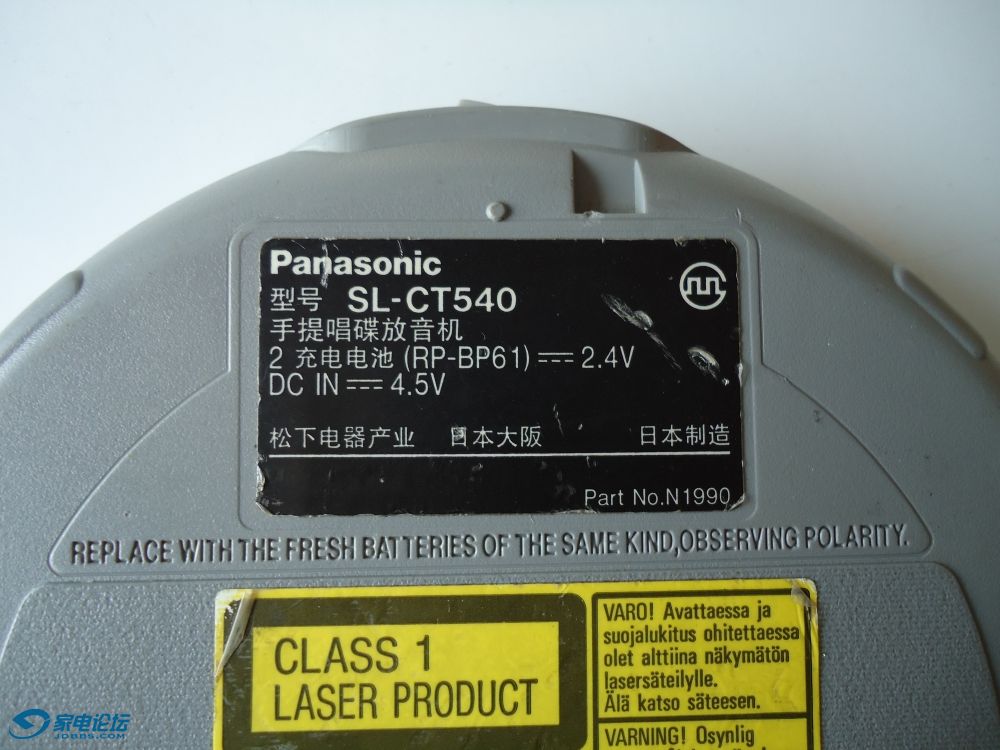 Panasonic
型号 SL-CT540
手提唱碟放音机
2 充电电池 (RP-BP61) ⎓ 2.4V
DC IN ⎓ 4.5V
松下电器产业 日本大阪 日本制造
Part No.N1990
REPLACE WITH THE FRESH BATTERIES OF THE SAME KIND,OBSERVING POLARITY.
CLASS 1
LASER PRODUCT
VARO! Avattaessa ja
suojalukitus ohitettaessa
olet alttiina näkymätön
lasersäteilylle.
Älä katso säteesen.
VARNING! Osynlig
家电论坛
JDBBS.COM